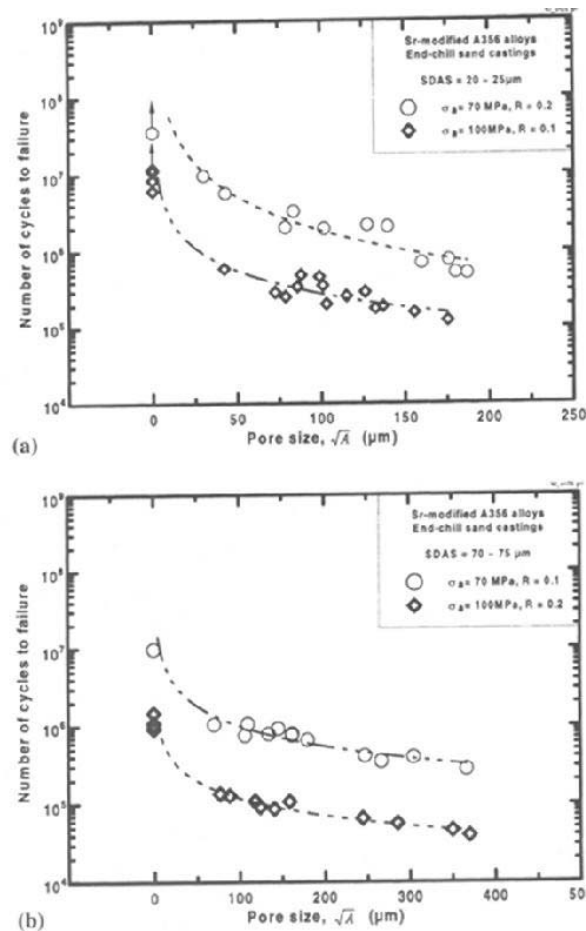 Sr-modified A356 alloys
End-chill sand castings
SDAS = 20 - 25µm
σa= 70 MPa, R = 0.2
σa= 100MPa, R = 0.1
10⁹
10⁸
10⁷
10⁶
10⁵
10⁴
Number of cycles to failure
0 50 100 150 200 250
Pore size, √A (µm)
(a)
Sr-modified A356 alloys
End-chill sand castings
SDAS = 70 - 75 µm
σa= 70 MPa, R = 0.1
σa= 100MPa, R = 0.2
10⁹
10⁸
10⁷
10⁶
10⁵
10⁴
Number of cycles to failure
0 100 200 300 400 50
Pore size, √A (µm)
(b)